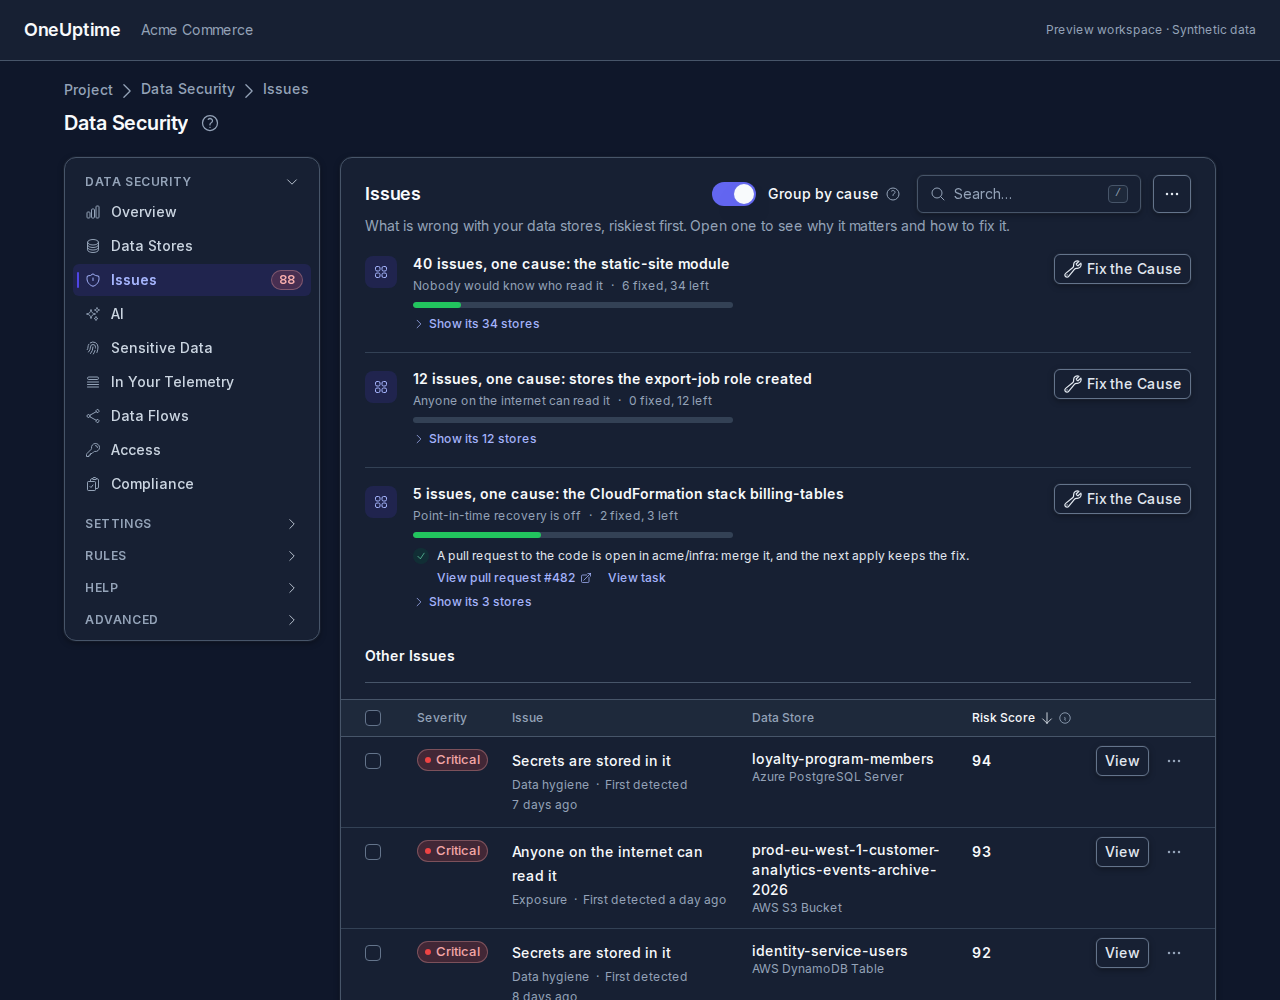 OneUptime
Acme Commerce
Preview workspace · Synthetic data
Project
Data Security
Issues
Data Security
DATA SECURITY
Overview
Data Stores
Issues
88
AI
Sensitive Data
In Your Telemetry
Data Flows
Access
Compliance
SETTINGS
RULES
HELP
ADVANCED
Issues
Group by cause
Search...
/
What is wrong with your data stores, riskiest first. Open one to see why it matters and how to fix it.
40 issues, one cause: the static-site module
Fix the Cause
Nobody would know who read it · 6 fixed, 34 left
Show its 34 stores
12 issues, one cause: stores the export-job role created
Fix the Cause
Anyone on the internet can read it · 0 fixed, 12 left
Show its 12 stores
5 issues, one cause: the CloudFormation stack billing-tables
Fix the Cause
Point-in-time recovery is off · 2 fixed, 3 left
A pull request to the code is open in acme/infra: merge it, and the next apply keeps the fix.
View pull request #482
View task
Show its 3 stores
Other Issues
Severity
Issue
Data Store
Risk Score
Critical
Secrets are stored in it
Data hygiene · First detected
7 days ago
loyalty-program-members
Azure PostgreSQL Server
94
View
Critical
Anyone on the internet can
read it
Exposure · First detected a day ago
prod-eu-west-1-customer-
analytics-events-archive-
2026
AWS S3 Bucket
93
View
Critical
Secrets are stored in it
Data hygiene · First detected
8 days ago
identity-service-users
AWS DynamoDB Table
92
View